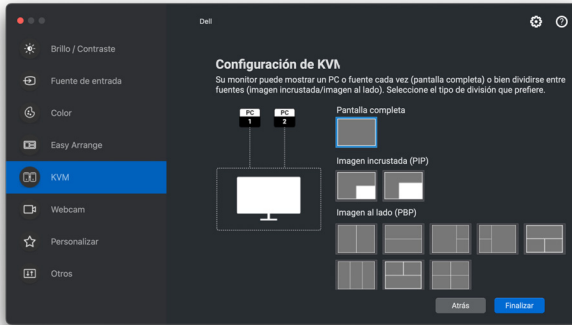 Dell
Brillo / Contraste
Fuente de entrada
Color
Easy Arrange
KVM
Webcam
Personalizar
Otros
Configuración de KVM
Su monitor puede mostrar un PC o fuente cada vez (pantalla completa) o bien dividirse entre
fuentes (imagen incrustada/imagen al lado). Seleccione el tipo de división que prefiere.
PC
1
PC
2
Pantalla completa
Imagen incrustada (PIP)
Imagen al lado (PBP)
Atrás
Finalizar